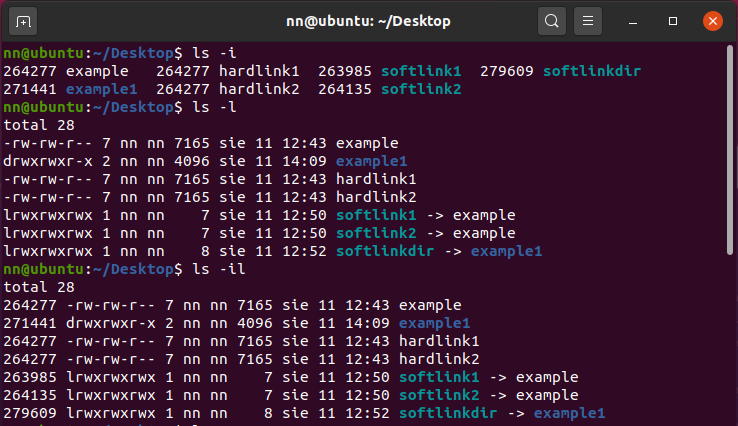 nn@ubuntu: ~/Desktop
nn@ubuntu:~/Desktop$ ls -i
264277 example   264277 hardlink1  263985 softlink1  279609 softlinkdir
271441 example1  264277 hardlink2  264135 softlink2
nn@ubuntu:~/Desktop$ ls -l
total 28
-rw-rw-r-- 7 nn nn 7165 sie 11 12:43 example
drwxrwxr-x 2 nn nn 4096 sie 11 14:09 example1
-rw-rw-r-- 7 nn nn 7165 sie 11 12:43 hardlink1
-rw-rw-r-- 7 nn nn 7165 sie 11 12:43 hardlink2
lrwxrwxrwx 1 nn nn    7 sie 11 12:50 softlink1 -> example
lrwxrwxrwx 1 nn nn    7 sie 11 12:50 softlink2 -> example
lrwxrwxrwx 1 nn nn    8 sie 11 12:52 softlinkdir -> example1
nn@ubuntu:~/Desktop$ ls -il
total 28
264277 -rw-rw-r-- 7 nn nn 7165 sie 11 12:43 example
271441 drwxrwxr-x 2 nn nn 4096 sie 11 14:09 example1
264277 -rw-rw-r-- 7 nn nn 7165 sie 11 12:43 hardlink1
264277 -rw-rw-r-- 7 nn nn 7165 sie 11 12:43 hardlink2
263985 lrwxrwxrwx 1 nn nn    7 sie 11 12:50 softlink1 -> example
264135 lrwxrwxrwx 1 nn nn    7 sie 11 12:50 softlink2 -> example
279609 lrwxrwxrwx 1 nn nn    8 sie 11 12:52 softlinkdir -> example1